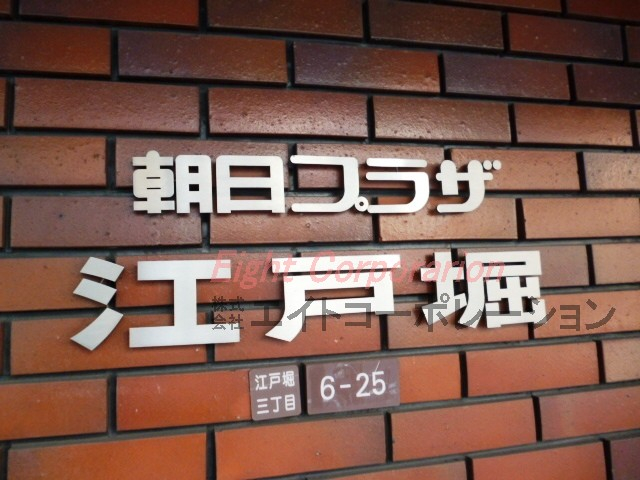 朝日プラザ
江戸堀
Eight Corporarion
株式会社 エイトコーポレーション
江戸堀
三丁目
6-25